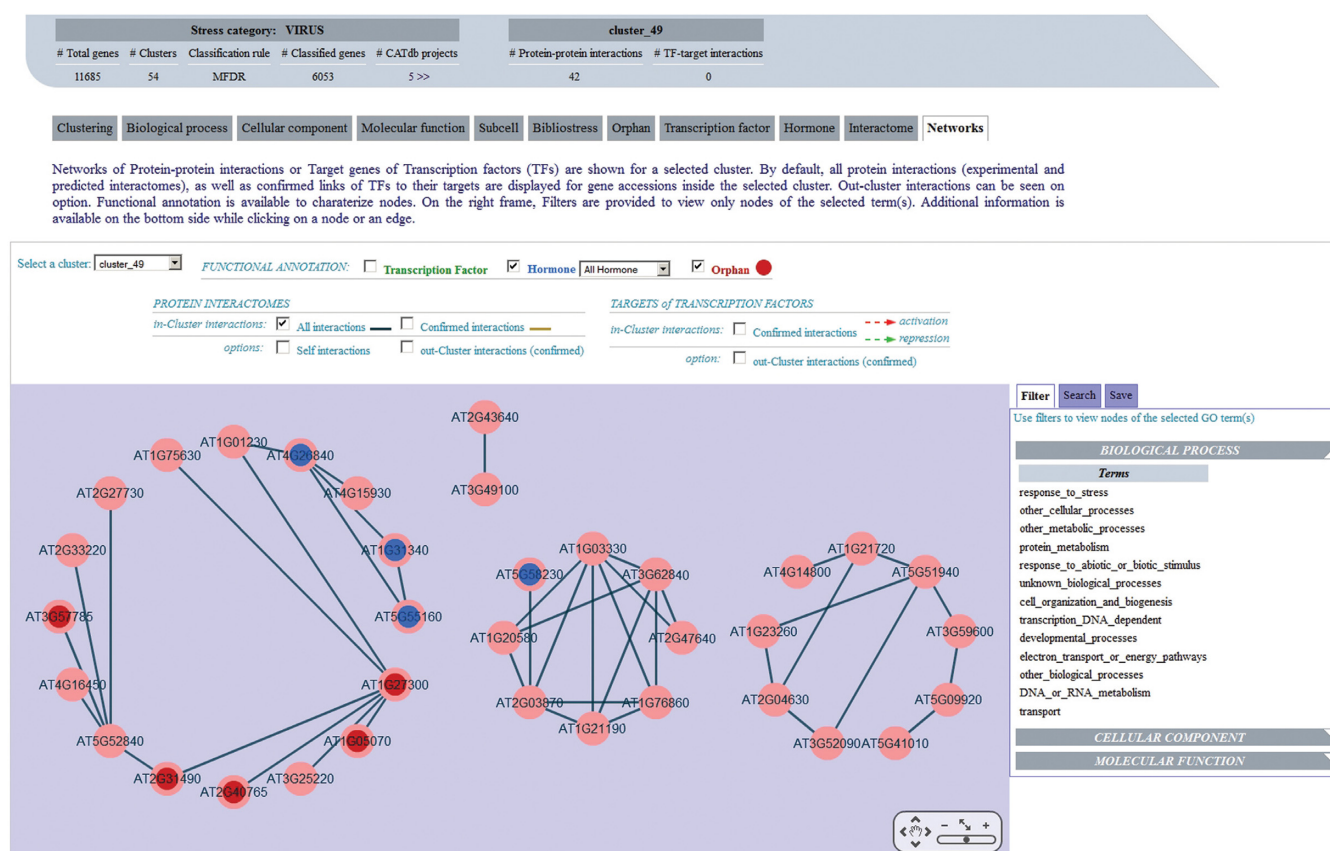 Stress category: VIRUS
cluster_49
# Total genes # Clusters Classification rule # Classified genes # CATdb projects
# Protein-protein interactions # TF-target interactions
11685 54 MFDR 6053 5 >>
42 0
Clustering Biological process Cellular component Molecular function Subcell Bibliostress Orphan Transcription factor Hormone Interactome Networks
Networks of Protein-protein interactions or Target genes of Transcription factors (TFs) are shown for a selected cluster. By default, all protein interactions (experimental and
predicted interactomes), as well as confirmed links of TFs to their targets are displayed for gene accessions inside the selected cluster. Out-cluster interactions can be seen on
option. Functional annotation is available to charaterize nodes. On the right frame, Filters are provided to view only nodes of the selected term(s). Additional information is
available on the bottom side while clicking on a node or an edge.
Select a cluster: cluster_49 FUNCTIONAL ANNOTATION: Transcription Factor Hormone All Hormone Orphan
PROTEIN INTERACTOMES
TARGETS of TRANSCRIPTION FACTORS
in-Cluster interactions: All interactions Confirmed interactions
in-Cluster interactions: Confirmed interactions activation
repression
options: Self interactions out-Cluster interactions (confirmed)
option: out-Cluster interactions (confirmed)
Filter Search Save
Use filters to view nodes of the selected GO term(s)
BIOLOGICAL PROCESS
Terms
response_to_stress
other_cellular_processes
other_metabolic_processes
protein_metabolism
response_to_abiotic_or_biotic_stimulus
unknown_biological_processes
cell_organization_and_biogenesis
transcription_DNA_dependent
developmental_processes
electron_transport_or_energy_pathways
other_biological_processes
DNA_or_RNA_metabolism
transport
CELLULAR COMPONENT
MOLECULAR FUNCTION
AT2G43640
AT1G01230
AT1G75630
AT4G26840
AT2G27730
AT4G15930
AT3G49100
AT2G33220
AT1G31340
AT1G03330
AT1G21720
AT5G58230
AT3G62840
AT4G14800
AT5G51940
AT3G57785
AT5G55160
AT1G20580
AT2G47640
AT1G23260
AT3G59600
AT4G16450
AT1G27300
AT2G03870
AT1G76860
AT2G04630
AT5G09920
AT5G52840
AT1G05070
AT1G21190
AT3G52090
AT5G41010
AT2G31490
AT2G40765
AT3G25220